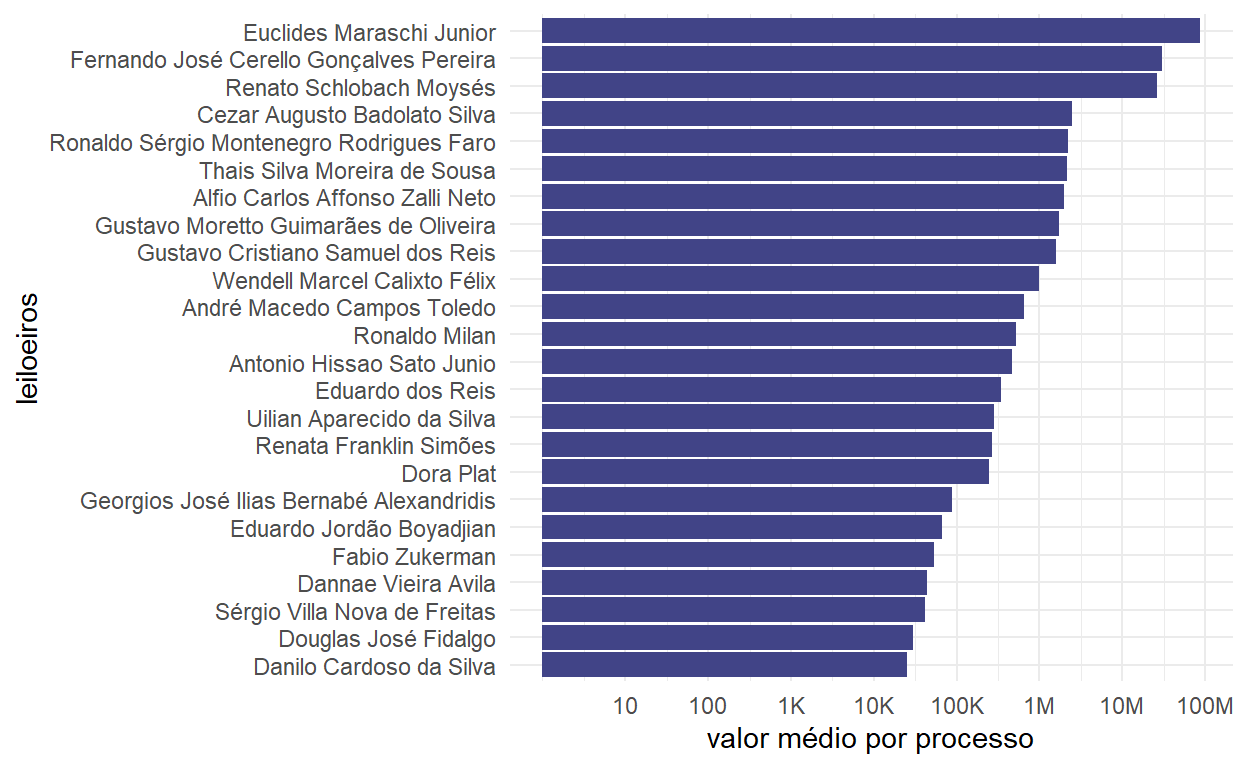 Euclides Maraschi Junior
Fernando José Cerello Gonçalves Pereira
Renato Schlobach Moysés
Cezar Augusto Badolato Silva
Ronaldo Sérgio Montenegro Rodrigues Faro
Thais Silva Moreira de Sousa
Alfio Carlos Affonso Zalli Neto
Gustavo Moretto Guimarães de Oliveira
Gustavo Cristiano Samuel dos Reis
Wendell Marcel Calixto Félix
André Macedo Campos Toledo
Ronaldo Milan
Antonio Hissao Sato Junio
Eduardo dos Reis
Uilian Aparecido da Silva
Renata Franklin Simões
Dora Plat
Georgios José Ilias Bernabé Alexandridis
Eduardo Jordão Boyadjian
Fabio Zukerman
Dannae Vieira Avila
Sérgio Villa Nova de Freitas
Douglas José Fidalgo
Danilo Cardoso da Silva
leiloeiros
10 100 1K 10K 100K 1M 10M 100M
valor médio por processo